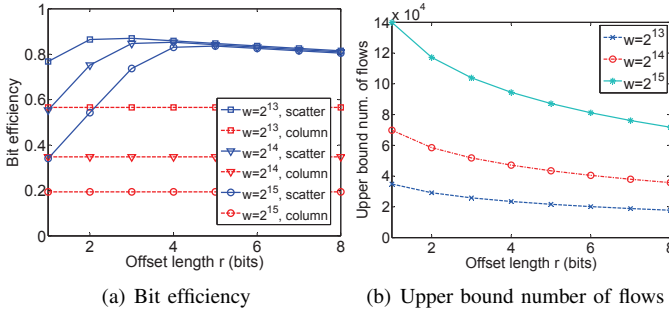 1
0.8
0.6
0.4
0.2
0
Bit efficiency
w=2^13, scatter
w=2^13, column
w=2^14, scatter
w=2^14, column
w=2^15, scatter
w=2^15, column
2 4 6 8
Offset length r (bits)
(a) Bit efficiency
14 x 10^4
12
10
8
6
4
2
0
Upper bound num. of flows
w=2^13
w=2^14
w=2^15
2 4 6 8
Offset length r (bits)
(b) Upper bound number of flows